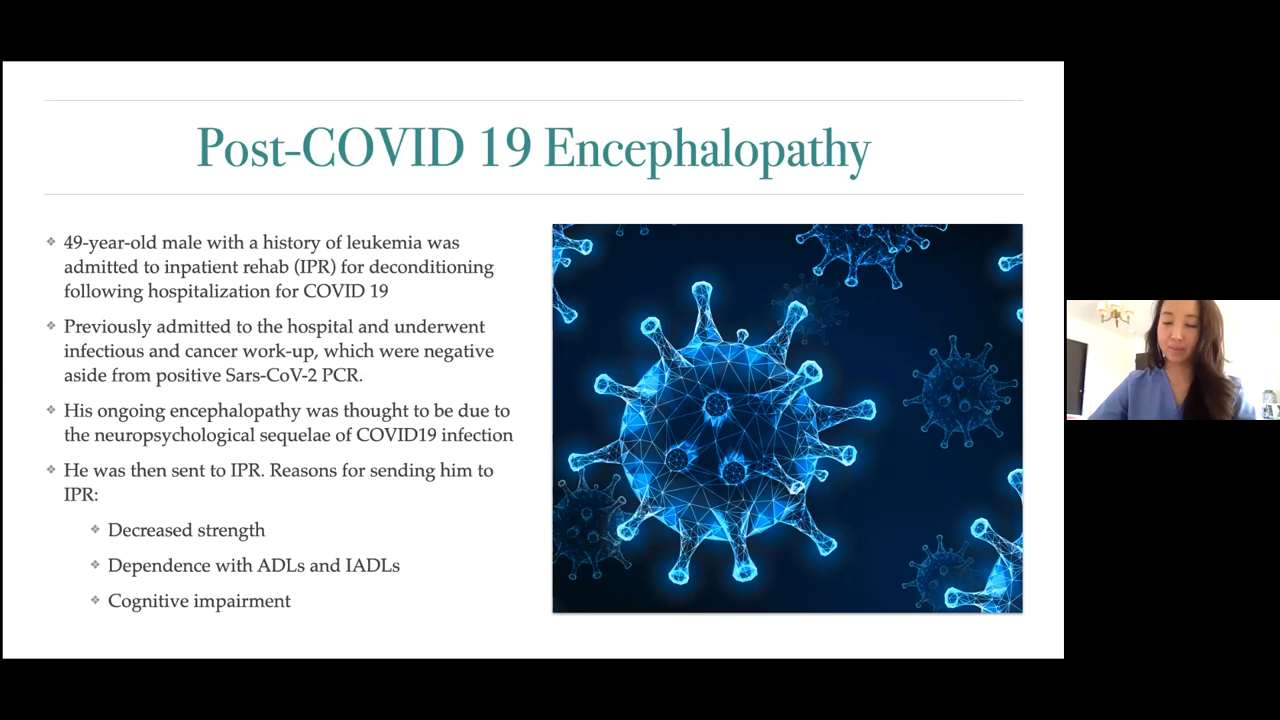 Post-COVID 19 Encephalopathy
49-year-old male with a history of leukemia was
admitted to inpatient rehab (IPR) for deconditioning
following hospitalization for COVID 19
Previously admitted to the hospital and underwent
infectious and cancer work-up, which were negative
aside from positive Sars-CoV-2 PCR.
His ongoing encephalopathy was thought to be due to
the neuropsychological sequelae of COVID19 infection
He was then sent to IPR. Reasons for sending him to
IPR:
Decreased strength
Dependence with ADLs and IADLs
Cognitive impairment